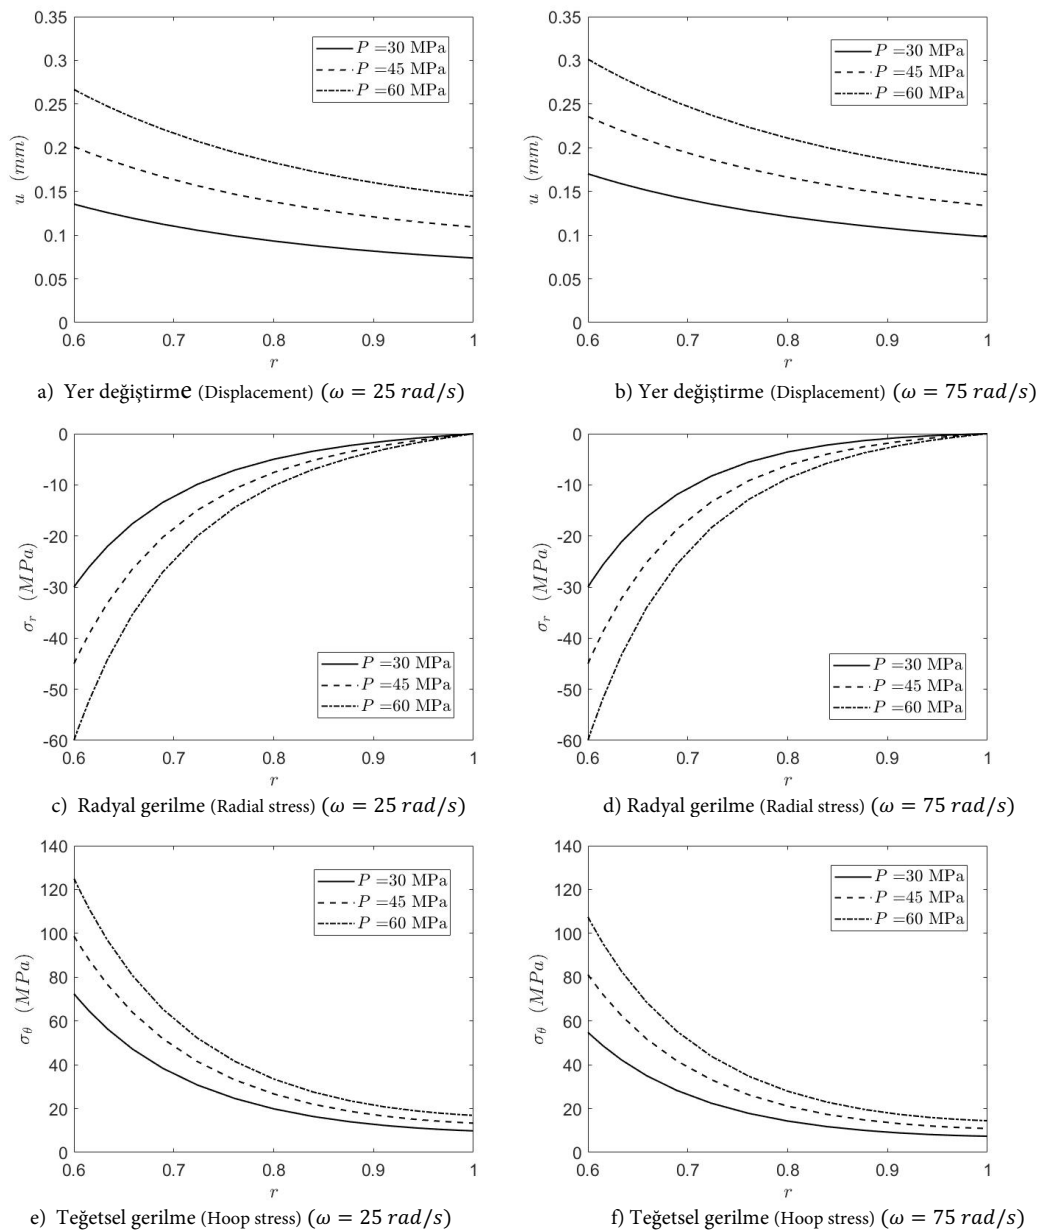 0.35
0.3
0.25
0.2
0.15
0.1
0.05
0
u (mm)
P =30 MPa
P =45 MPa
P =60 MPa
0.6 0.7 0.8 0.9 1
r
a) Yer değiştirme (Displacement) (ω = 25 rad/s)
0.35
0.3
0.25
0.2
0.15
0.1
0.05
0
u (mm)
P =30 MPa
P =45 MPa
P =60 MPa
0.6 0.7 0.8 0.9 1
r
b) Yer değiştirme (Displacement) (ω = 75 rad/s)
0
-10
-20
-30
-40
-50
-60
σr (MPa)
P =30 MPa
P =45 MPa
P =60 MPa
0.6 0.7 0.8 0.9 1
r
c) Radyal gerilme (Radial stress) (ω = 25 rad/s)
0
-10
-20
-30
-40
-50
-60
σr (MPa)
P =30 MPa
P =45 MPa
P =60 MPa
0.6 0.7 0.8 0.9 1
r
d) Radyal gerilme (Radial stress) (ω = 75 rad/s)
140
120
100
80
60
40
20
0
σθ (MPa)
P =30 MPa
P =45 MPa
P =60 MPa
0.6 0.7 0.8 0.9 1
r
e) Teğetsel gerilme (Hoop stress) (ω = 25 rad/s)
140
120
100
80
60
40
20
0
σθ (MPa)
P =30 MPa
P =45 MPa
P =60 MPa
0.6 0.7 0.8 0.9 1
r
f) Teğetsel gerilme (Hoop stress) (ω = 75 rad/s)